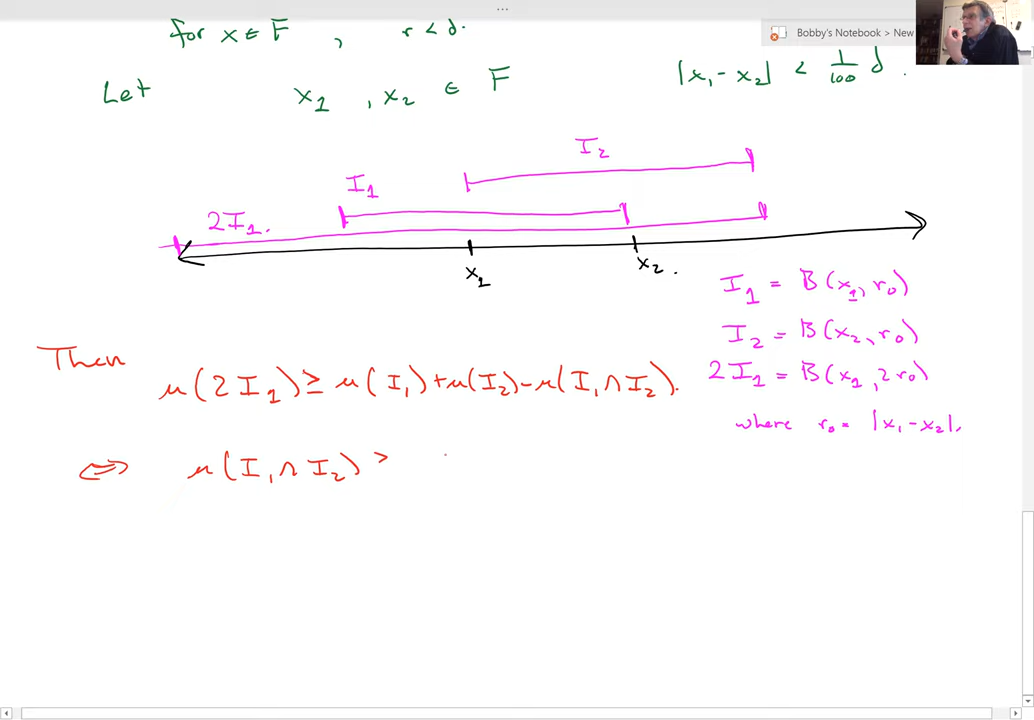 for x ∈ F , r < d.
Bobby's Notebook > New
Let x₁ , x₂ ∈ F |x₁ - x₂| < 1/100 d .
I₂
I₁
2I₁.
x₁ x₂ .
I₁ = B(x₁, r₀)
I₂ = B(x₂, r₀)
2I₁ = B(x₁, 2r₀)
where r₀ = |x₁ - x₂|.
Then
μ(2I₁) ≥ μ(I₁) + μ(I₂) - μ(I₁ ∩ I₂).
⇔ μ(I₁ ∩ I₂) >